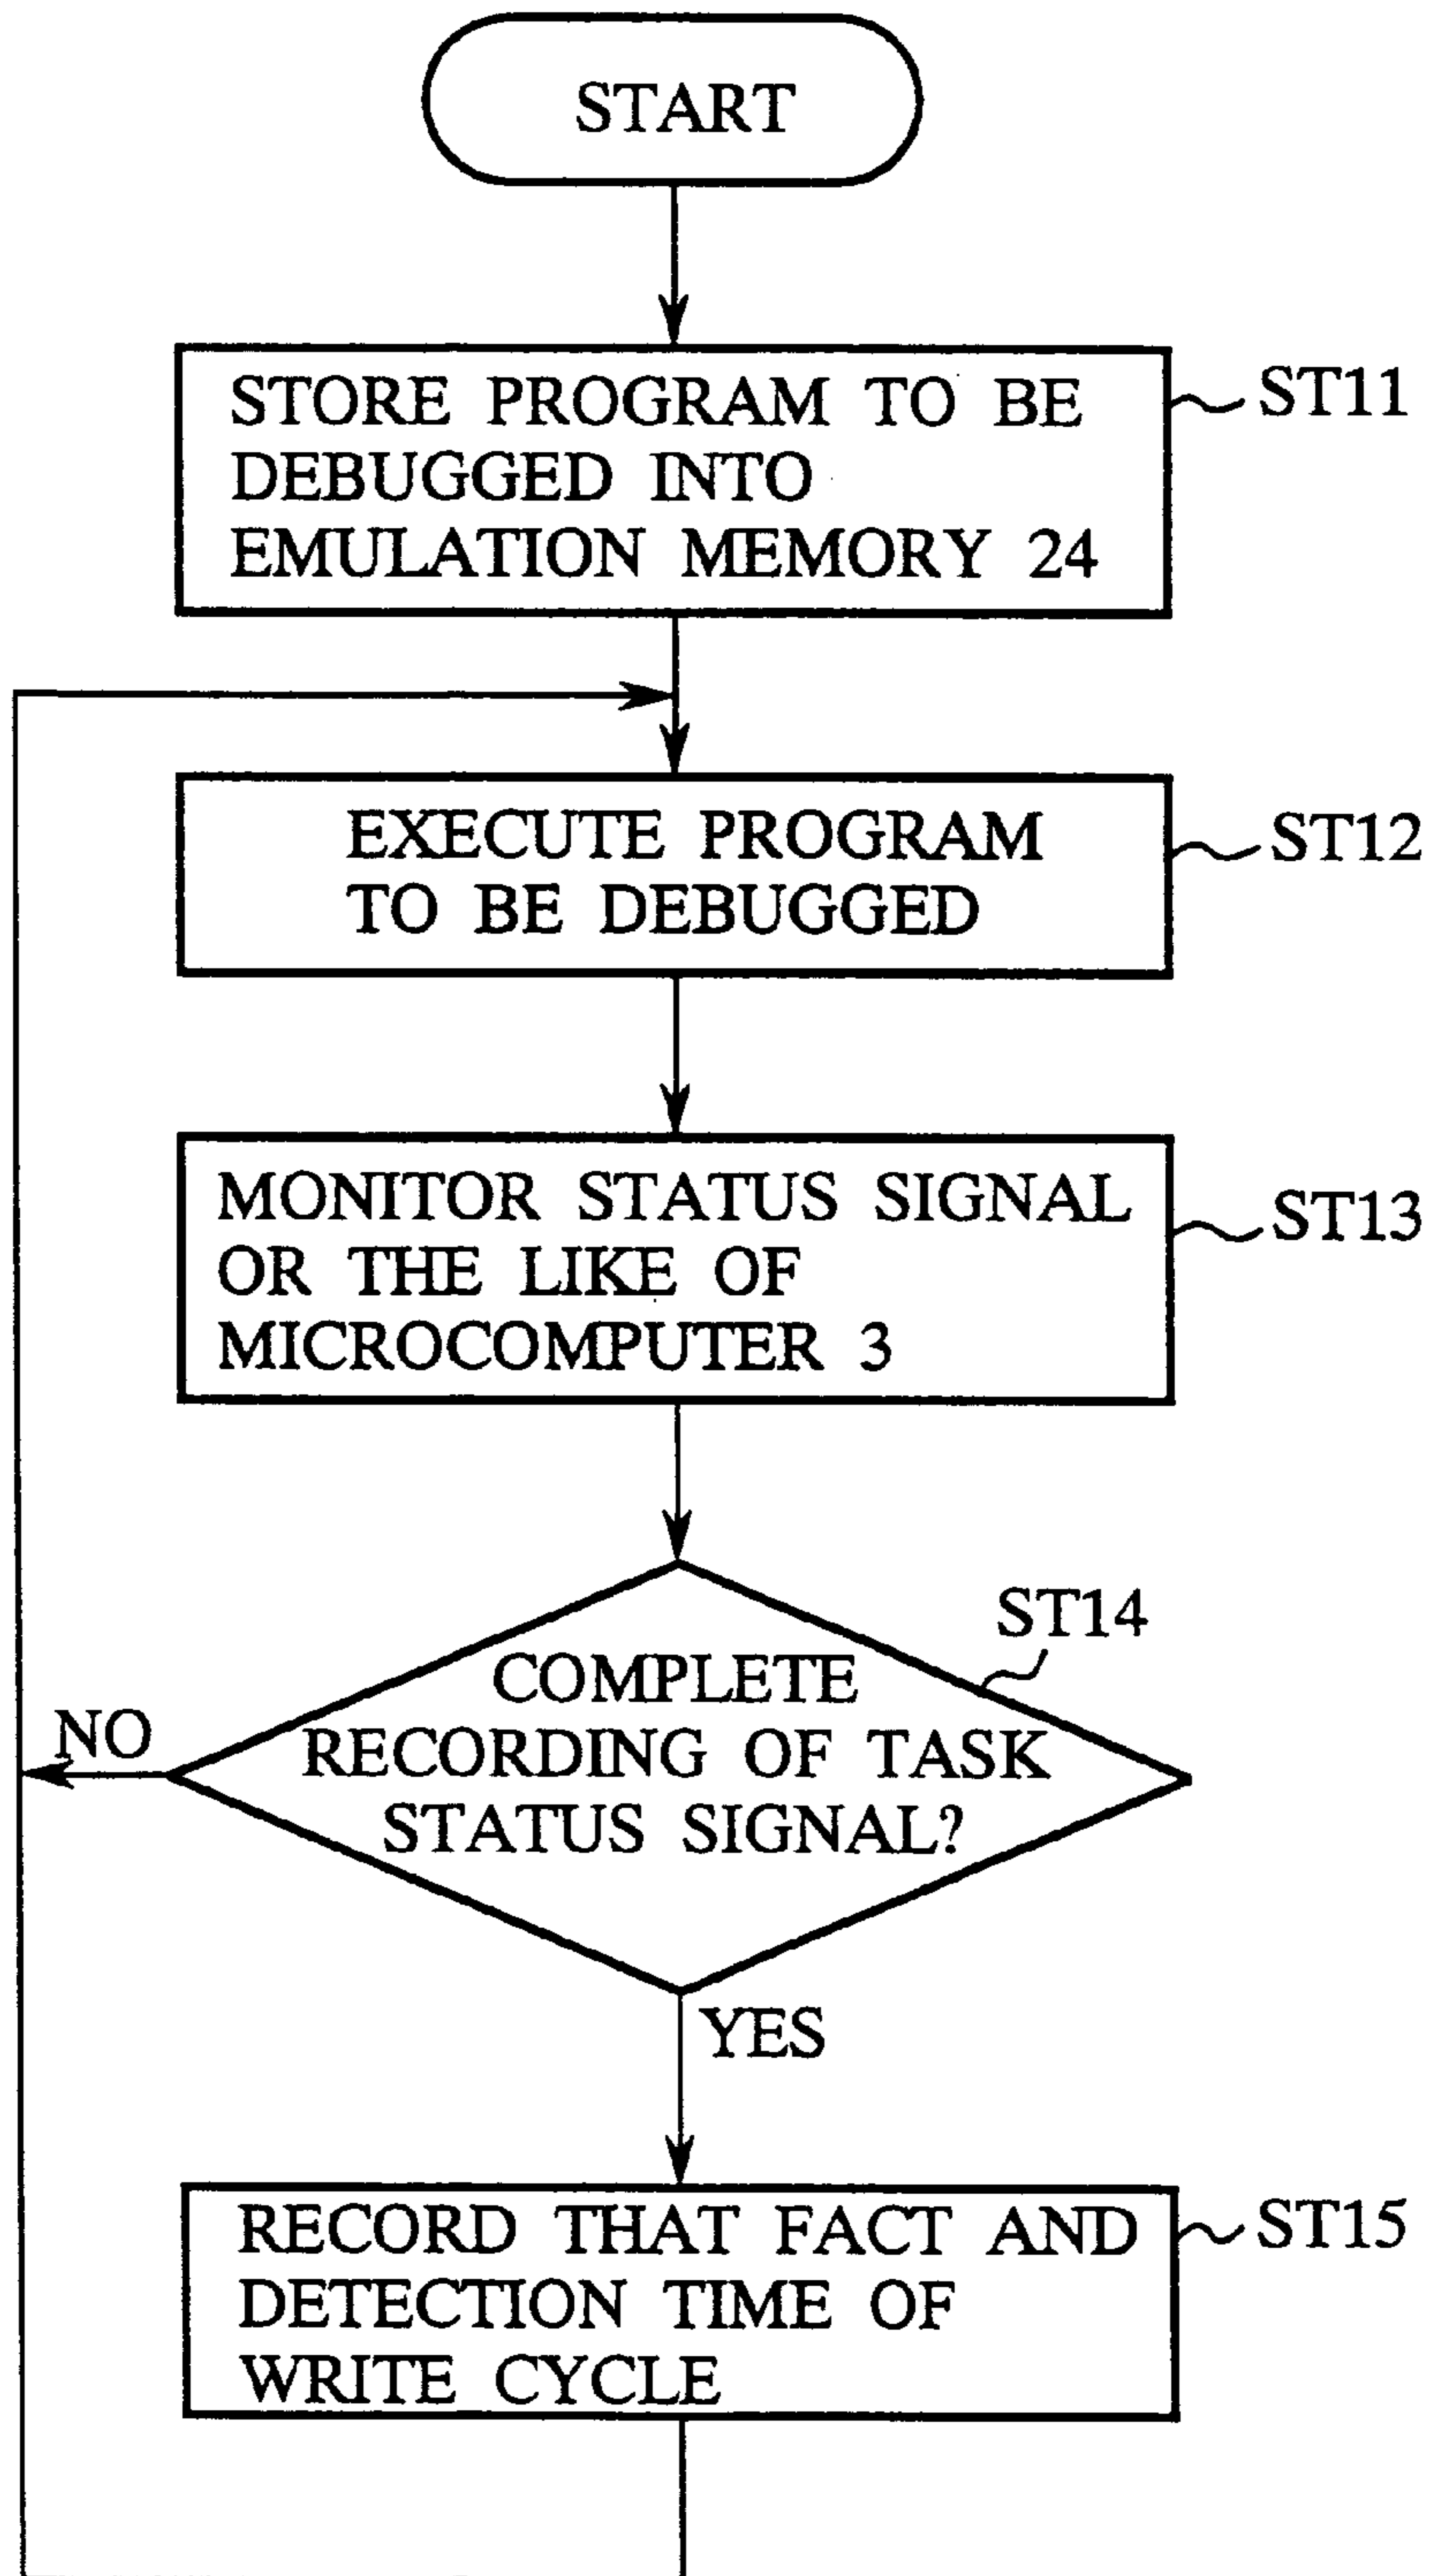 START
STORE PROGRAM TO BE
DEBUGGED INTO
EMULATION MEMORY 24
ST11
EXECUTE PROGRAM
TO BE DEBUGGED
ST12
MONITOR STATUS SIGNAL
OR THE LIKE OF
MICROCOMPUTER 3
ST13
ST14
COMPLETE
RECORDING OF TASK
STATUS SIGNAL?
NO
YES
RECORD THAT FACT AND
DETECTION TIME OF
WRITE CYCLE
ST15